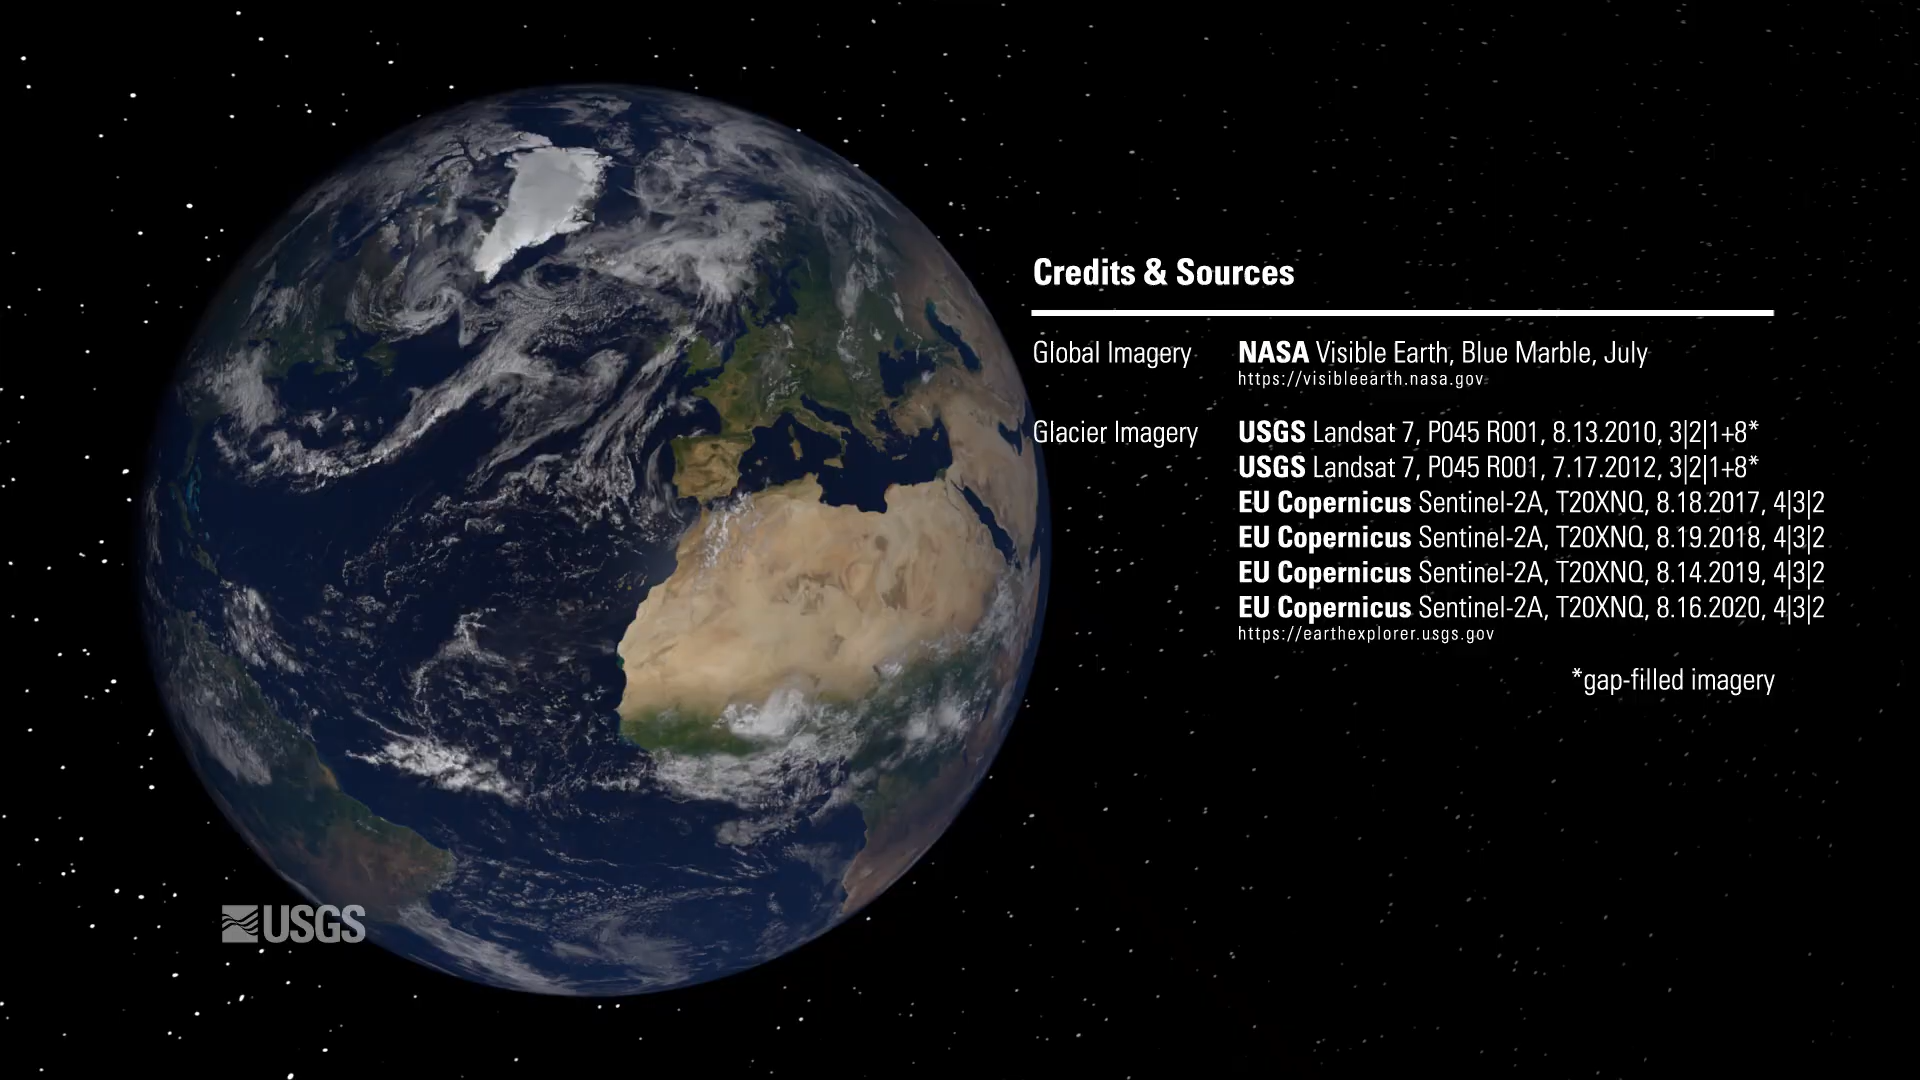 Credits & Sources
Global Imagery NASA Visible Earth, Blue Marble, July
https://visibleearth.nasa.gov
Glacier Imagery USGS Landsat 7, P045 R001, 8.13.2010, 3|2|1+8*
USGS Landsat 7, P045 R001, 7.17.2012, 3|2|1+8*
EU Copernicus Sentinel-2A, T20XNQ, 8.18.2017, 4|3|2
EU Copernicus Sentinel-2A, T20XNQ, 8.19.2018, 4|3|2
EU Copernicus Sentinel-2A, T20XNQ, 8.14.2019, 4|3|2
EU Copernicus Sentinel-2A, T20XNQ, 8.16.2020, 4|3|2
https://earthexplorer.usgs.gov
*gap-filled imagery
USGS